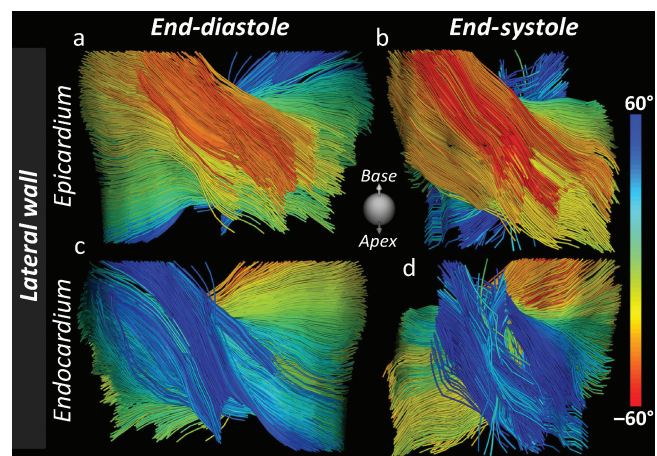 End-diastole
End-systole
a
b
Lateral wall
Epicardium
60°
Base
Apex
c
d
Endocardium
−60°